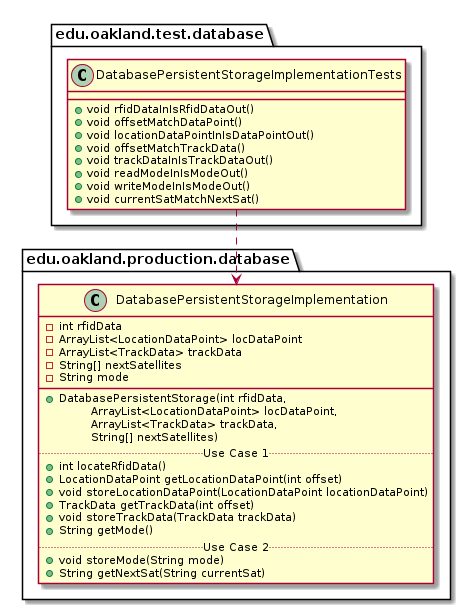 edu.oakland.test.database
C DatabasePersistentStorageImplementationTests
void rfidDataInIsRfidDataOut()
void offsetMatchDataPoint()
void locationDataPointInIsDataPointOut()
void offsetMatchTrackData()
void trackDataInIsTrackDataOut()
void readModeInIsModeOut()
void writeModeInIsModeOut()
void currentSatMatchNextSat()
edu.oakland.production.database
C DatabasePersistentStorageImplementation
int rfidData
ArrayList<LocationDataPoint> locDataPoint
ArrayList<TrackData> trackData
String[] nextSatellites
String mode
DatabasePersistentStorage(int rfidData,
ArrayList<LocationDataPoint> locDataPoint,
ArrayList<TrackData> trackData,
String[] nextSatellites)
Use Case 1
int locateRfidData()
LocationDataPoint getLocationDataPoint(int offset)
void storeLocationDataPoint(LocationDataPoint locationDataPoint)
TrackData getTrackData(int offset)
void storeTrackData(TrackData trackData)
String getMode()
Use Case 2
void storeMode(String mode)
String getNextSat(String currentSat)